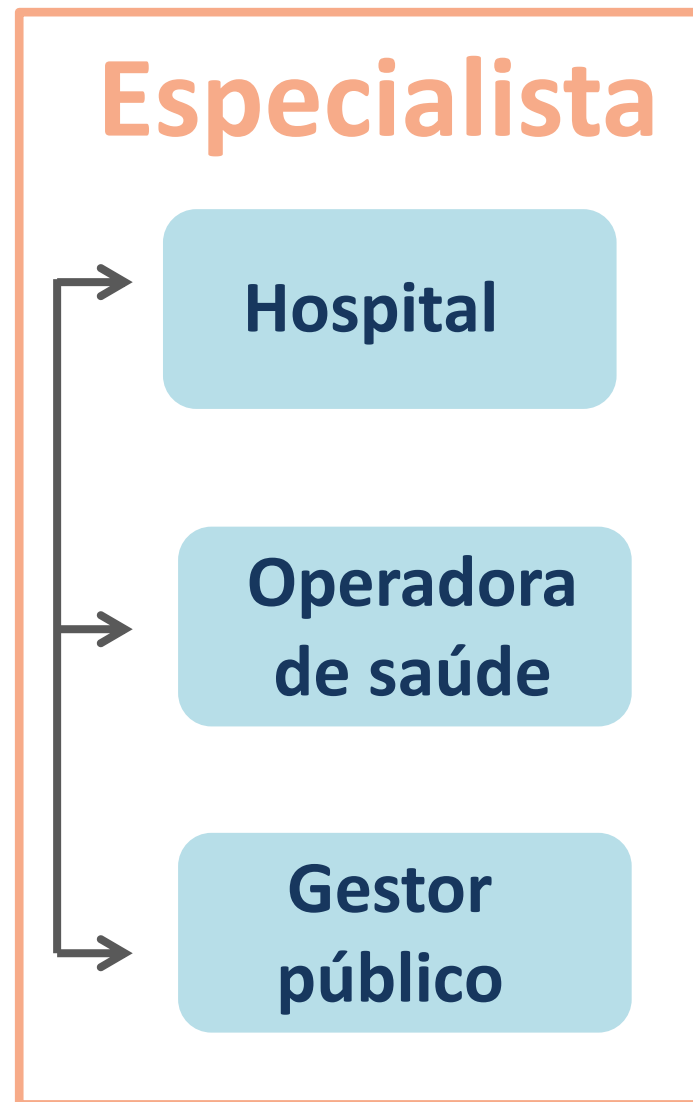 Especialista
Hospital
Operadora
de saúde
Gestor
público